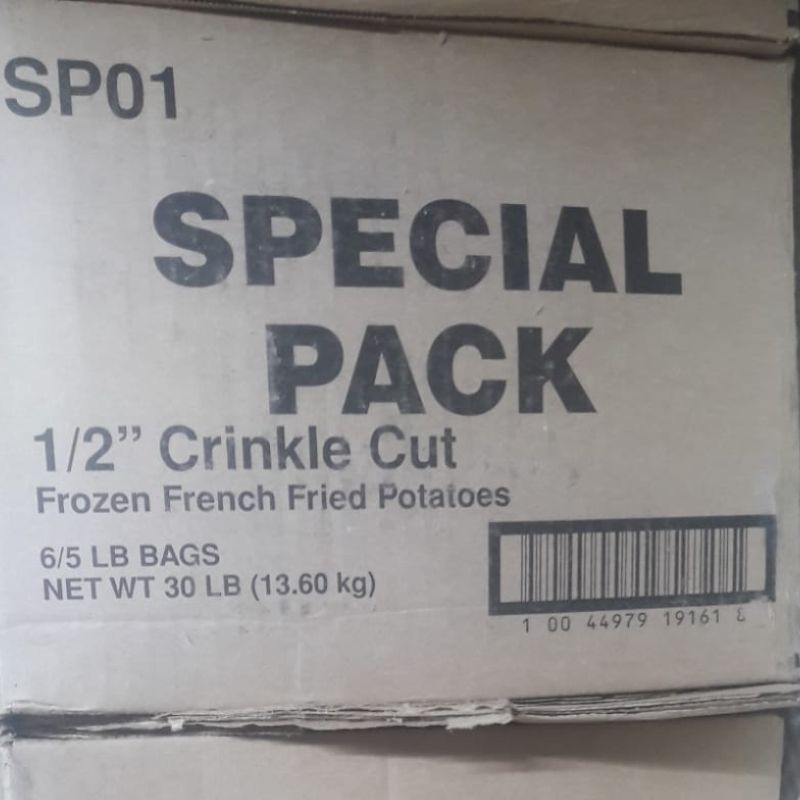 SP01
SPECIAL
PACK
1/2” Crinkle Cut
Frozen French Fried Potatoes
6/5 LB BAGS
NET WT 30 LB (13.60 kg)
1 00 44979 19161